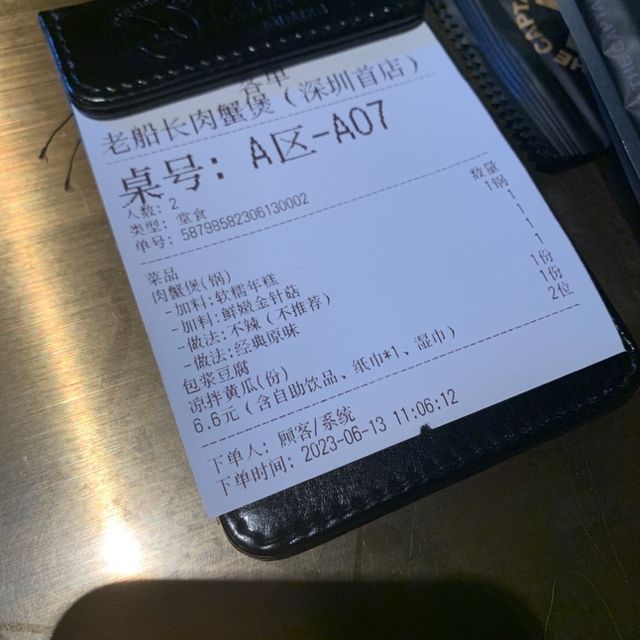 客单
老船长肉蟹煲(深圳首店)
桌号: A区-A07
人数: 2
类型: 堂食
单号: 58798582306130002
菜品 数量
肉蟹煲(锅) 1锅
-加料:软糯年糕 1
-加料:鲜嫩金针菇 1
-做法:不辣(不推荐) 1
-做法:经典原味 1
包浆豆腐 1份
凉拌黄瓜(份) 1份
6.6元(含自助饮品、纸巾*1、湿巾) 2位
下单人: 顾客/系统
下单时间: 2023-06-13 11:06:12
THE CAPA